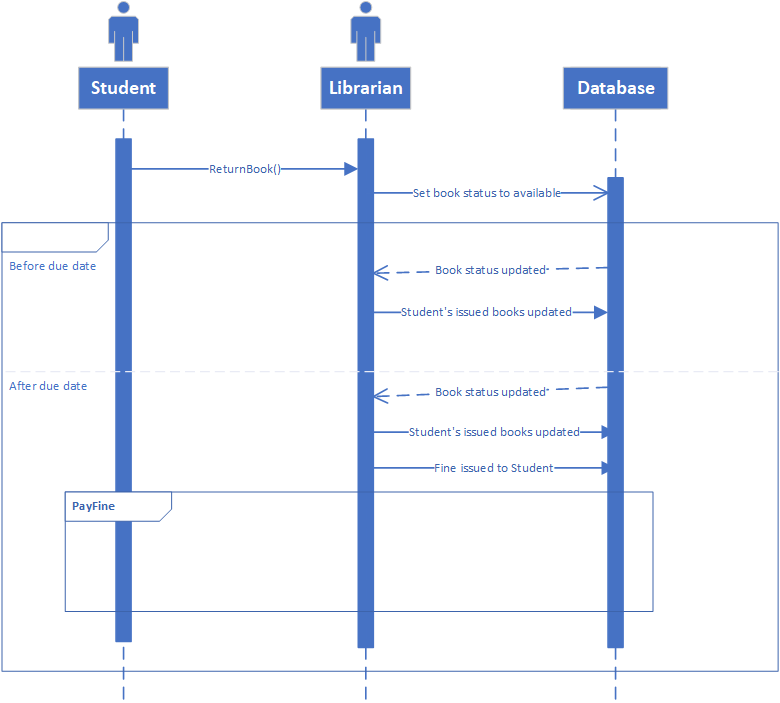 Student
Librarian
Database
ReturnBook()
Set book status to available
Before due date
Book status updated
Student's issued books updated
After due date
Book status updated
Student's issued books updated
Fine issued to Student
PayFine